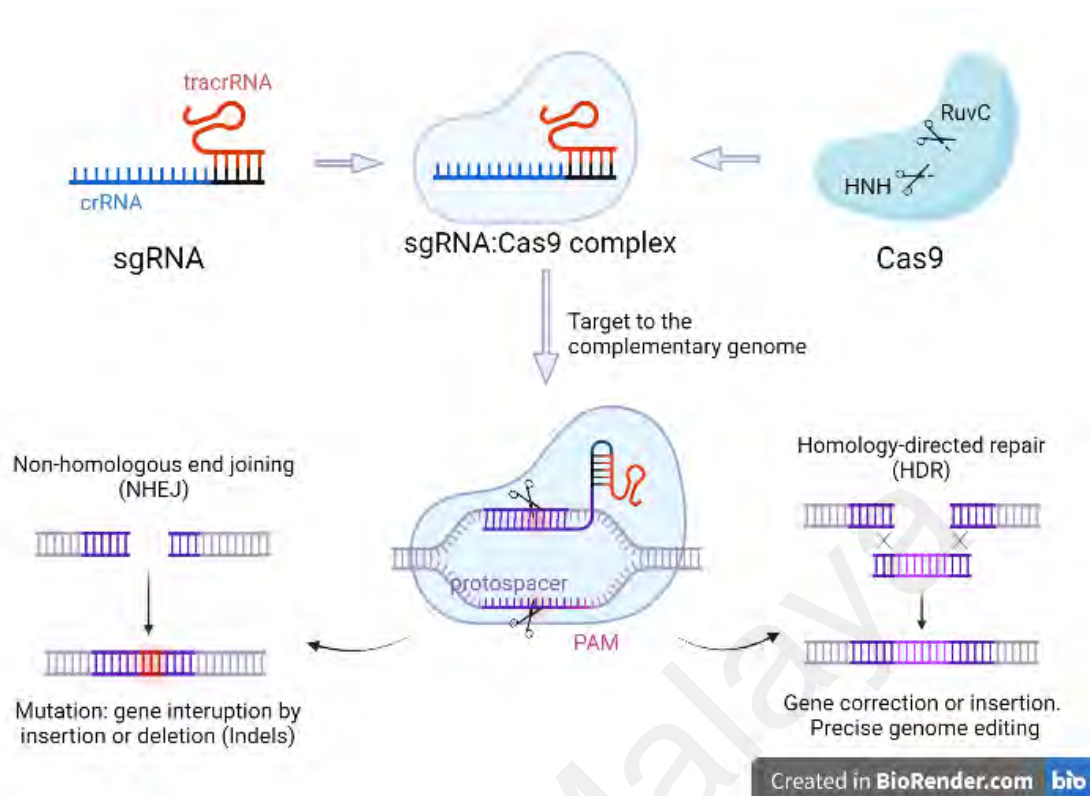 tracrRNA
crRNA
sgRNA
sgRNA:Cas9 complex
RuvC
HNH
Cas9
Target to the
complementary genome
Non-homologous end joining
(NHEJ)
Mutation: gene interuption by
insertion or deletion (Indels)
protospacer
PAM
Homology-directed repair
(HDR)
Gene correction or insertion.
Precise genome editing
Malaya
Created in BioRender.com bio